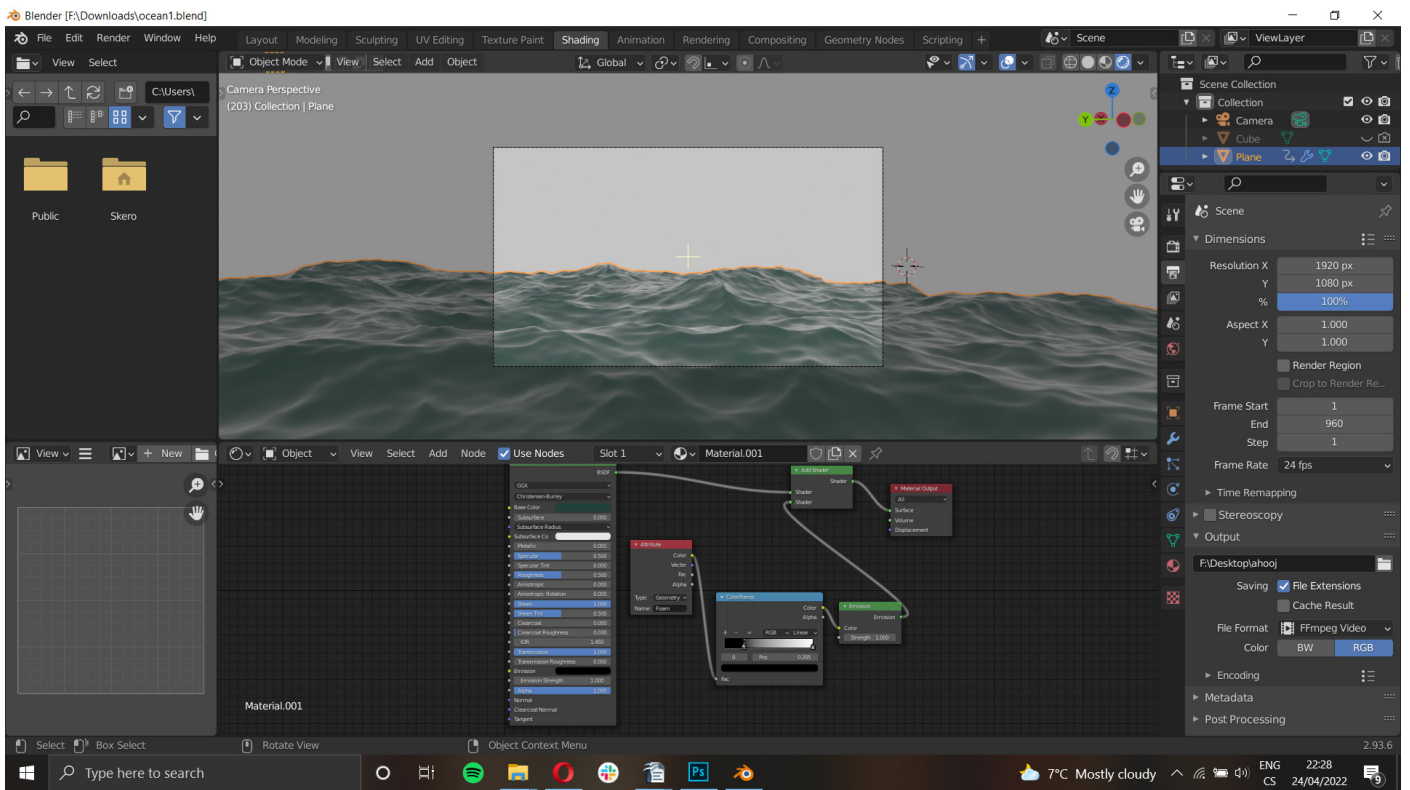 Blender [F:\Downloads\ocean1.blend]
File Edit Render Window Help Layout Modeling Sculpting UV Editing Texture Paint Shading Animation Rendering Compositing Geometry Nodes Scripting + Scene ViewLayer
View Select Object Mode View Select Add Object Global
C:\Users\
Camera Perspective
(203) Collection | Plane
Z
Y
Public Skero
Scene Collection
Collection
Camera
Cube
Plane
Scene
Dimensions
Resolution X 1920 px
Y 1080 px
% 100%
Aspect X 1.000
Y 1.000
Render Region
Crop to Render Re...
Frame Start 1
End 960
Step 1
Frame Rate 24 fps
Time Remapping
Stereoscopy
Output
F:\Desktop\ahooj
Saving File Extensions
Cache Result
File Format FFmpeg Video
Color BW RGB
Encoding
Metadata
Post Processing
View + New Object View Select Add Node Use Nodes Slot 1 Material.001
BSDF
GGX
Christensen-Burley
Base Color
Subsurface 0.000
Subsurface Radius
Subsurface Co
Metallic 0.000
Specular 0.500
Specular Tint 0.000
Roughness 0.500
Anisotropic 0.000
Anisotropic Rotation 0.000
Sheen 1.000
Sheen Tint 0.500
Clearcoat 0.000
Clearcoat Roughness 0.030
IOR 1.450
Transmission 1.000
Transmission Roughness 0.000
Emission
Emission Strength 1.000
Alpha 1.000
Normal
Clearcoat Normal
Tangent
Attribute
Color
Vector
Fac
Alpha
Type: Geometry
Name: Foam
ColorRamp
Color
Alpha
+ - RGB Linear
0 Pos 0.205
Fac
Emission
Emission
Color
Strength 1.000
Add Shader
Shader
Shader
Shader
Material Output
All
Surface
Volume
Displacement
Material.001
Select Box Select Rotate View Object Context Menu 2.93.6
Type here to search Ps 7°C Mostly cloudy ENG 22:28
CS 24/04/2022 9